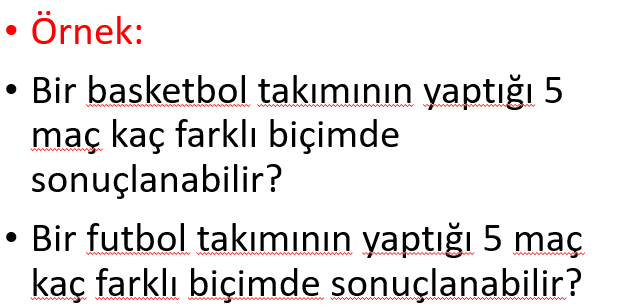 • Örnek:
• Bir basketbol takımının yaptığı 5
maç kaç farklı biçimde
sonuçlanabilir?
• Bir futbol takımının yaptığı 5 maç
kaç farklı biçimde sonuçlanabilir?